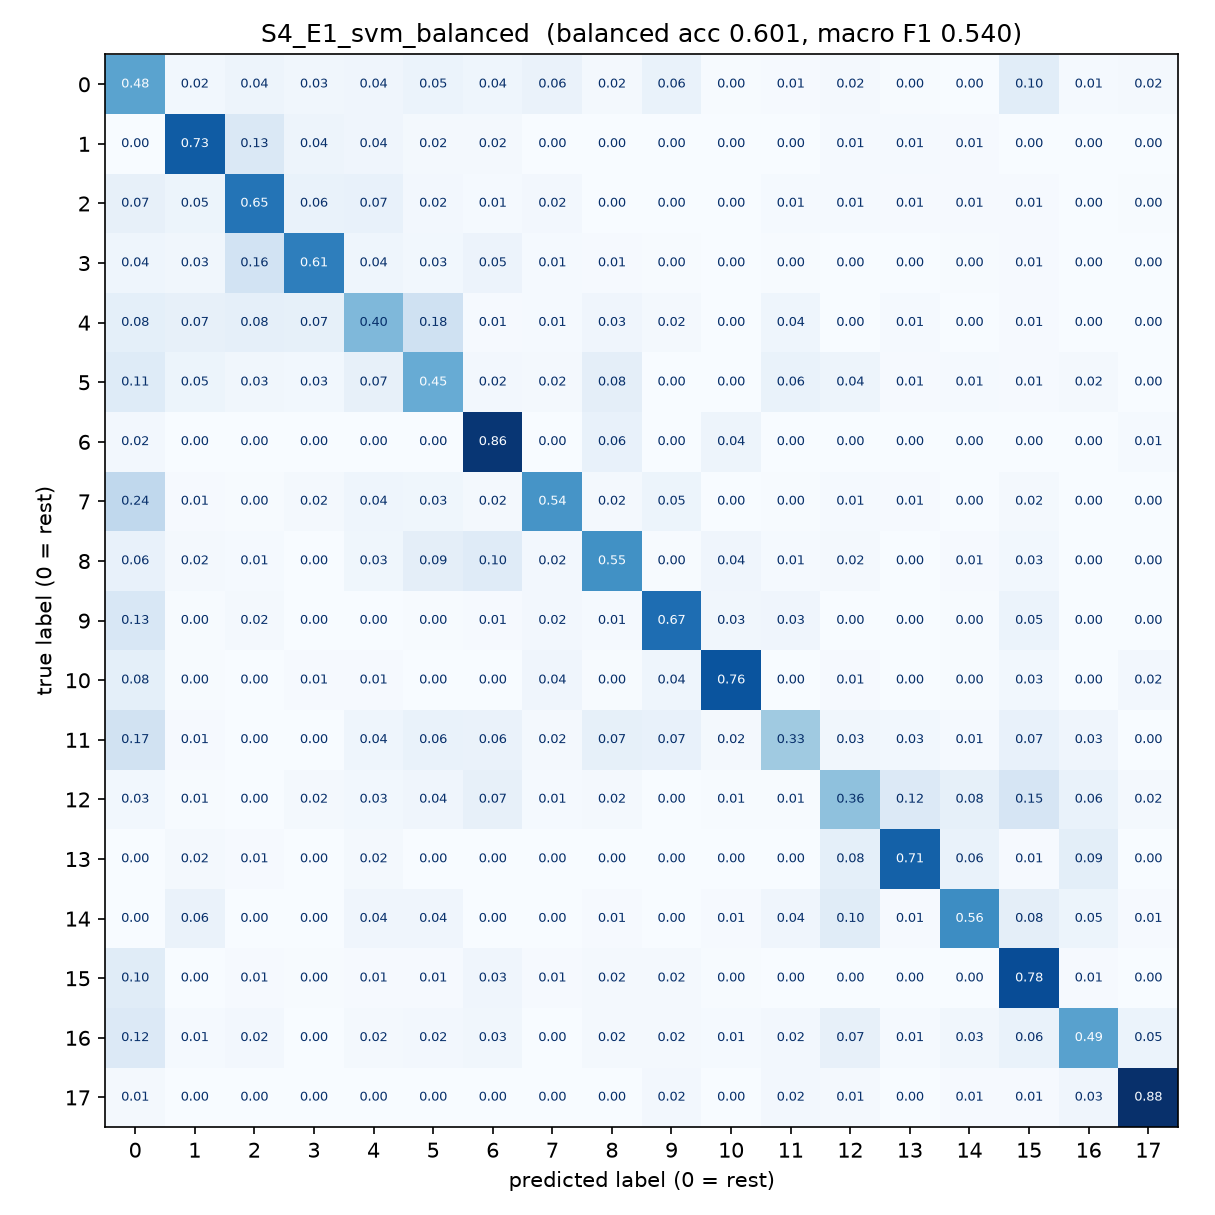 S4_E1_svm_balanced  (balanced acc 0.601, macro F1 0.540)
0 0.48 0.02 0.04 0.03 0.04 0.05 0.04 0.06 0.02 0.06 0.00 0.01 0.02 0.00 0.00 0.10 0.01 0.02
1 0.00 0.73 0.13 0.04 0.04 0.02 0.02 0.00 0.00 0.00 0.00 0.00 0.01 0.01 0.01 0.00 0.00 0.00
2 0.07 0.05 0.65 0.06 0.07 0.02 0.01 0.02 0.00 0.00 0.00 0.01 0.01 0.01 0.01 0.01 0.00 0.00
3 0.04 0.03 0.16 0.61 0.04 0.03 0.05 0.01 0.01 0.00 0.00 0.00 0.00 0.00 0.00 0.01 0.00 0.00
4 0.08 0.07 0.08 0.07 0.40 0.18 0.01 0.01 0.03 0.02 0.00 0.04 0.00 0.01 0.00 0.01 0.00 0.00
5 0.11 0.05 0.03 0.03 0.07 0.45 0.02 0.02 0.08 0.00 0.00 0.06 0.04 0.01 0.01 0.01 0.02 0.00
6 0.02 0.00 0.00 0.00 0.00 0.00 0.86 0.00 0.06 0.00 0.04 0.00 0.00 0.00 0.00 0.00 0.00 0.01
7 0.24 0.01 0.00 0.02 0.04 0.03 0.02 0.54 0.02 0.05 0.00 0.00 0.01 0.01 0.00 0.02 0.00 0.00
8 0.06 0.02 0.01 0.00 0.03 0.09 0.10 0.02 0.55 0.00 0.04 0.01 0.02 0.00 0.01 0.03 0.00 0.00
9 0.13 0.00 0.02 0.00 0.00 0.00 0.01 0.02 0.01 0.67 0.03 0.03 0.00 0.00 0.00 0.05 0.00 0.00
10 0.08 0.00 0.00 0.01 0.01 0.00 0.00 0.04 0.00 0.04 0.76 0.00 0.01 0.00 0.00 0.03 0.00 0.02
11 0.17 0.01 0.00 0.00 0.04 0.06 0.06 0.02 0.07 0.07 0.02 0.33 0.03 0.03 0.01 0.07 0.03 0.00
12 0.03 0.01 0.00 0.02 0.03 0.04 0.07 0.01 0.02 0.00 0.01 0.01 0.36 0.12 0.08 0.15 0.06 0.02
13 0.00 0.02 0.01 0.00 0.02 0.00 0.00 0.00 0.00 0.00 0.00 0.00 0.08 0.71 0.06 0.01 0.09 0.00
14 0.00 0.06 0.00 0.00 0.04 0.04 0.00 0.00 0.01 0.00 0.01 0.04 0.10 0.01 0.56 0.08 0.05 0.01
15 0.10 0.00 0.01 0.00 0.01 0.01 0.03 0.01 0.02 0.02 0.00 0.00 0.00 0.00 0.00 0.78 0.01 0.00
16 0.12 0.01 0.02 0.00 0.02 0.02 0.03 0.00 0.02 0.02 0.01 0.02 0.07 0.01 0.03 0.06 0.49 0.05
17 0.01 0.00 0.00 0.00 0.00 0.00 0.00 0.00 0.00 0.02 0.00 0.02 0.01 0.00 0.01 0.01 0.03 0.88
0 1 2 3 4 5 6 7 8 9 10 11 12 13 14 15 16 17
predicted label (0 = rest)
true label (0 = rest)